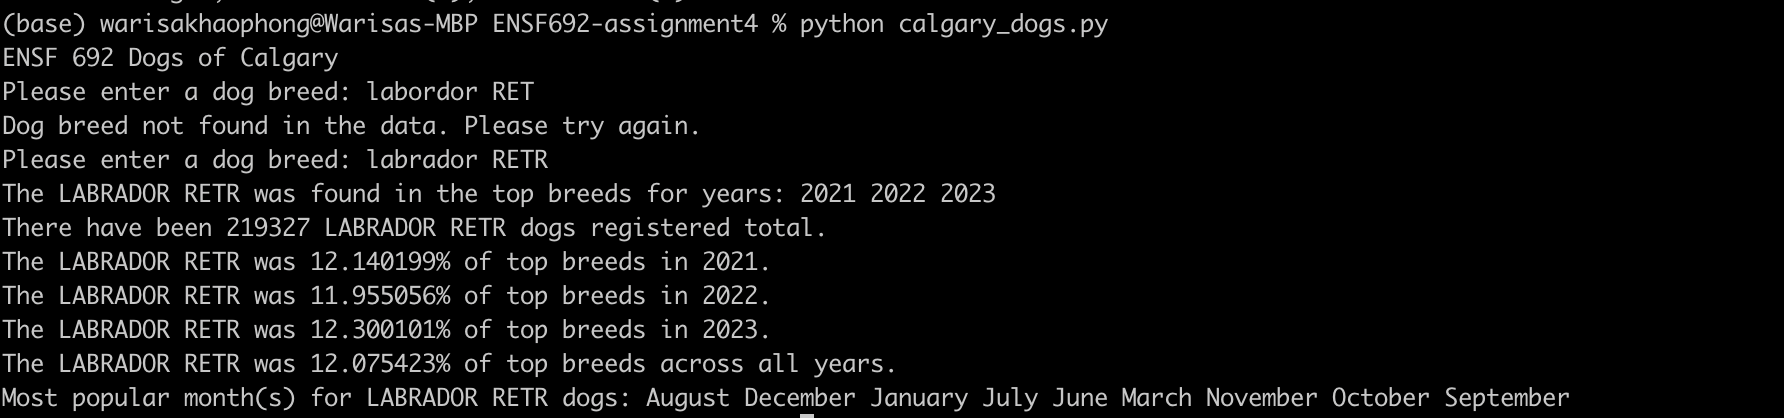 (base) warisakhaophong@Warisas-MBP ENSF692-assignment4 % python calgary_dogs.py
ENSF 692 Dogs of Calgary
Please enter a dog breed: labordor RET
Dog breed not found in the data. Please try again.
Please enter a dog breed: labrador RETR
The LABRADOR RETR was found in the top breeds for years: 2021 2022 2023
There have been 219327 LABRADOR RETR dogs registered total.
The LABRADOR RETR was 12.140199% of top breeds in 2021.
The LABRADOR RETR was 11.955056% of top breeds in 2022.
The LABRADOR RETR was 12.300101% of top breeds in 2023.
The LABRADOR RETR was 12.075423% of top breeds across all years.
Most popular month(s) for LABRADOR RETR dogs: August December January July June March November October September